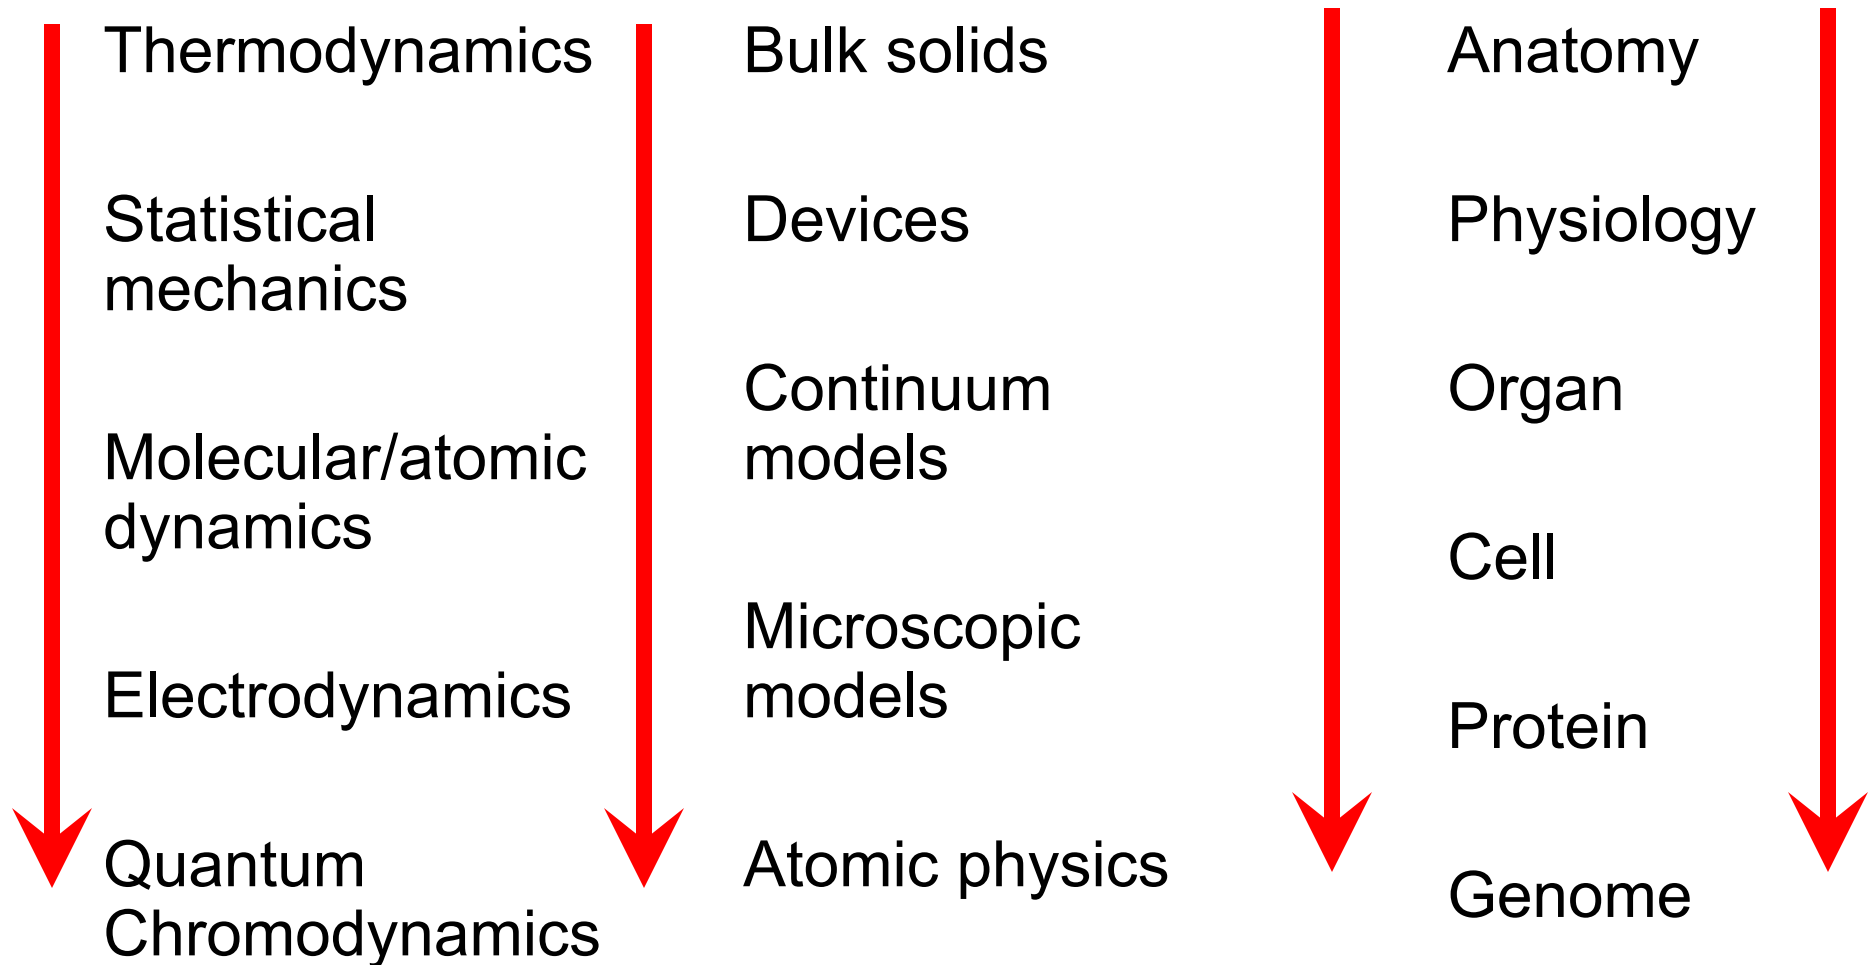 Thermodynamics
Statistical
mechanics
Molecular/atomic
dynamics
Electrodynamics
Quantum
Chromodynamics
Bulk solids
Devices
Continuum
models
Microscopic
models
Atomic physics
Anatomy
Physiology
Organ
Cell
Protein
Genome